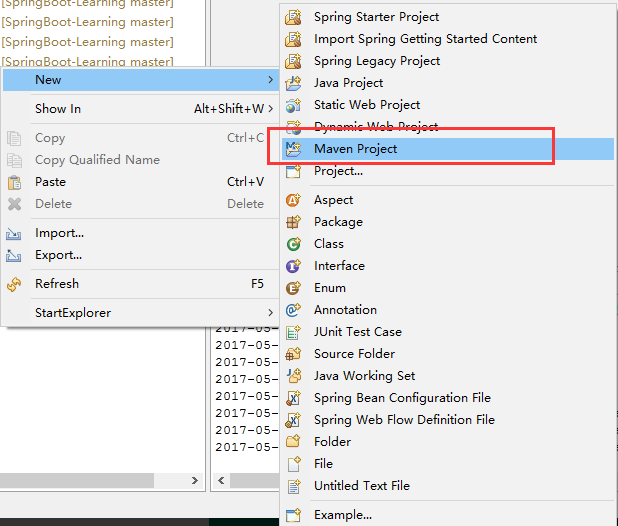 [SpringBoot-Learning master]
[SpringBoot-Learning master]
[SpringBoot-Learning master]
[SpringBoot-Learning master]
New
Show In Alt+Shift+W
Copy Ctrl+C
Copy Qualified Name
Paste Ctrl+V
Delete Delete
Import...
Export...
Refresh F5
StartExplorer
Spring Starter Project
Import Spring Getting Started Content
Spring Legacy Project
Java Project
Static Web Project
Dynamic Web Project
Maven Project
Project...
Aspect
Package
Class
Interface
Enum
Annotation
JUnit Test Case
Source Folder
Java Working Set
Spring Bean Configuration File
Spring Web Flow Definition File
Folder
File
Untitled Text File
Example...
2017-05-
2017-05-
2017-05-
2017-05-
2017-05-
2017-05-
2017-05-
2017-05-